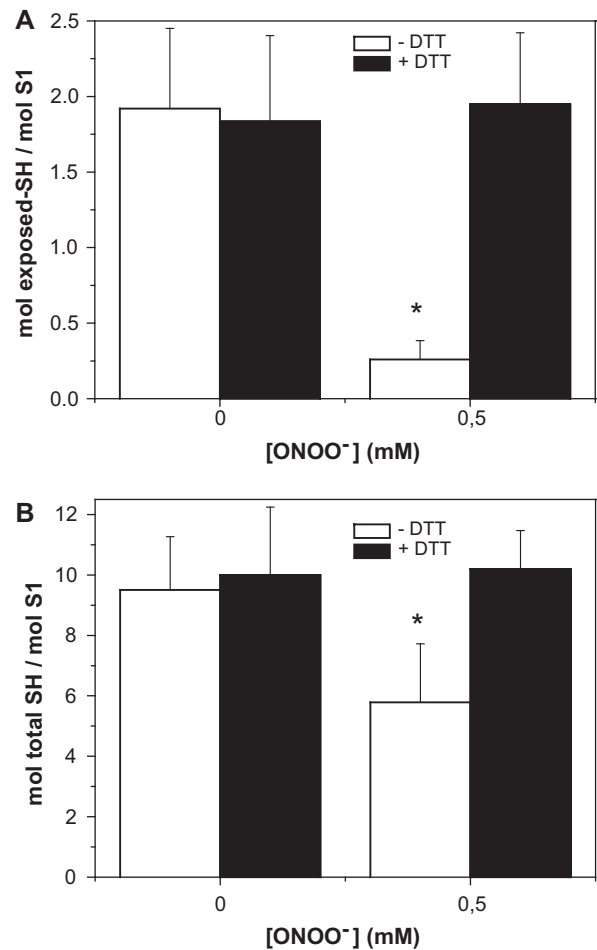 A
2.5
2.0
1.5
1.0
0.5
0.0
mol exposed-SH / mol S1
- DTT
+ DTT
*
0
0,5
[ONOO⁻] (mM)
B
12
10
8
6
4
2
0
mol total SH / mol S1
- DTT
+ DTT
*
0
0,5
[ONOO⁻] (mM)